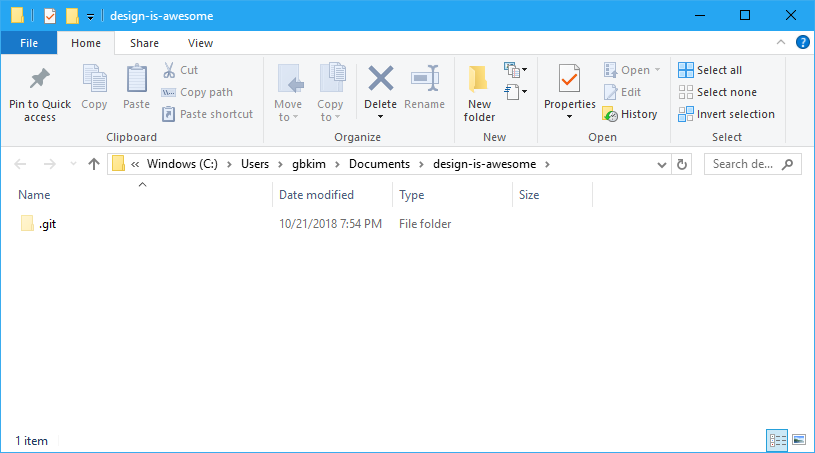 design-is-awesome
File Home Share View
Pin to Quick access
Copy
Paste
Cut
Copy path
Paste shortcut
Clipboard
Move to
Copy to
Delete
Rename
Organize
New folder
New
Properties
Open
Edit
History
Open
Select all
Select none
Invert selection
Select
« Windows (C:) › Users › gbkim › Documents › design-is-awesome ›
Search de...
Name Date modified Type Size
.git 10/21/2018 7:54 PM File folder
1 item